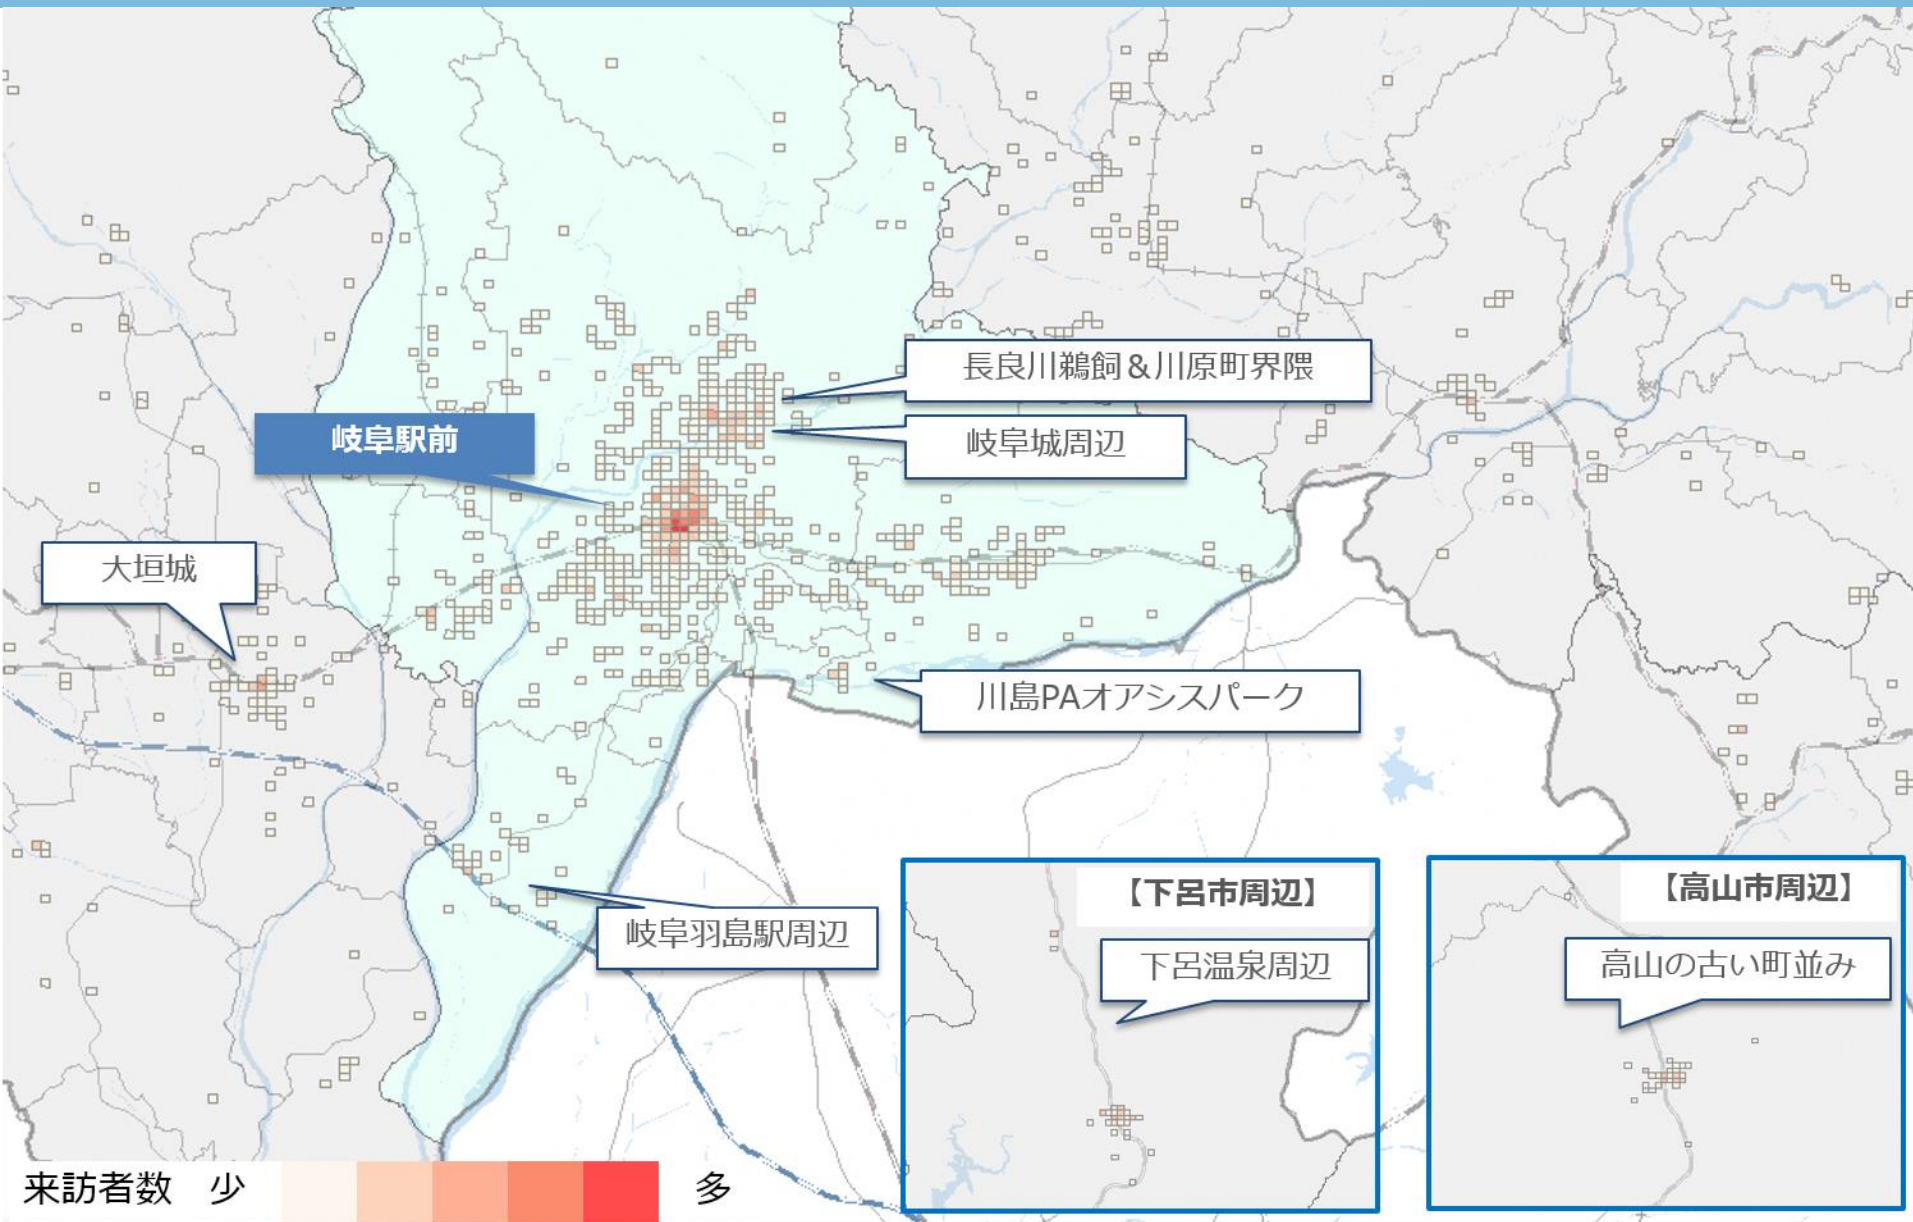 長良川鵜飼＆川原町界隈
岐阜駅前
岐阜城周辺
大垣城
川島PAオアシスパーク
岐阜羽島駅周辺
【下呂市周辺】
下呂温泉周辺
【高山市周辺】
高山の古い町並み
来訪者数 少 多